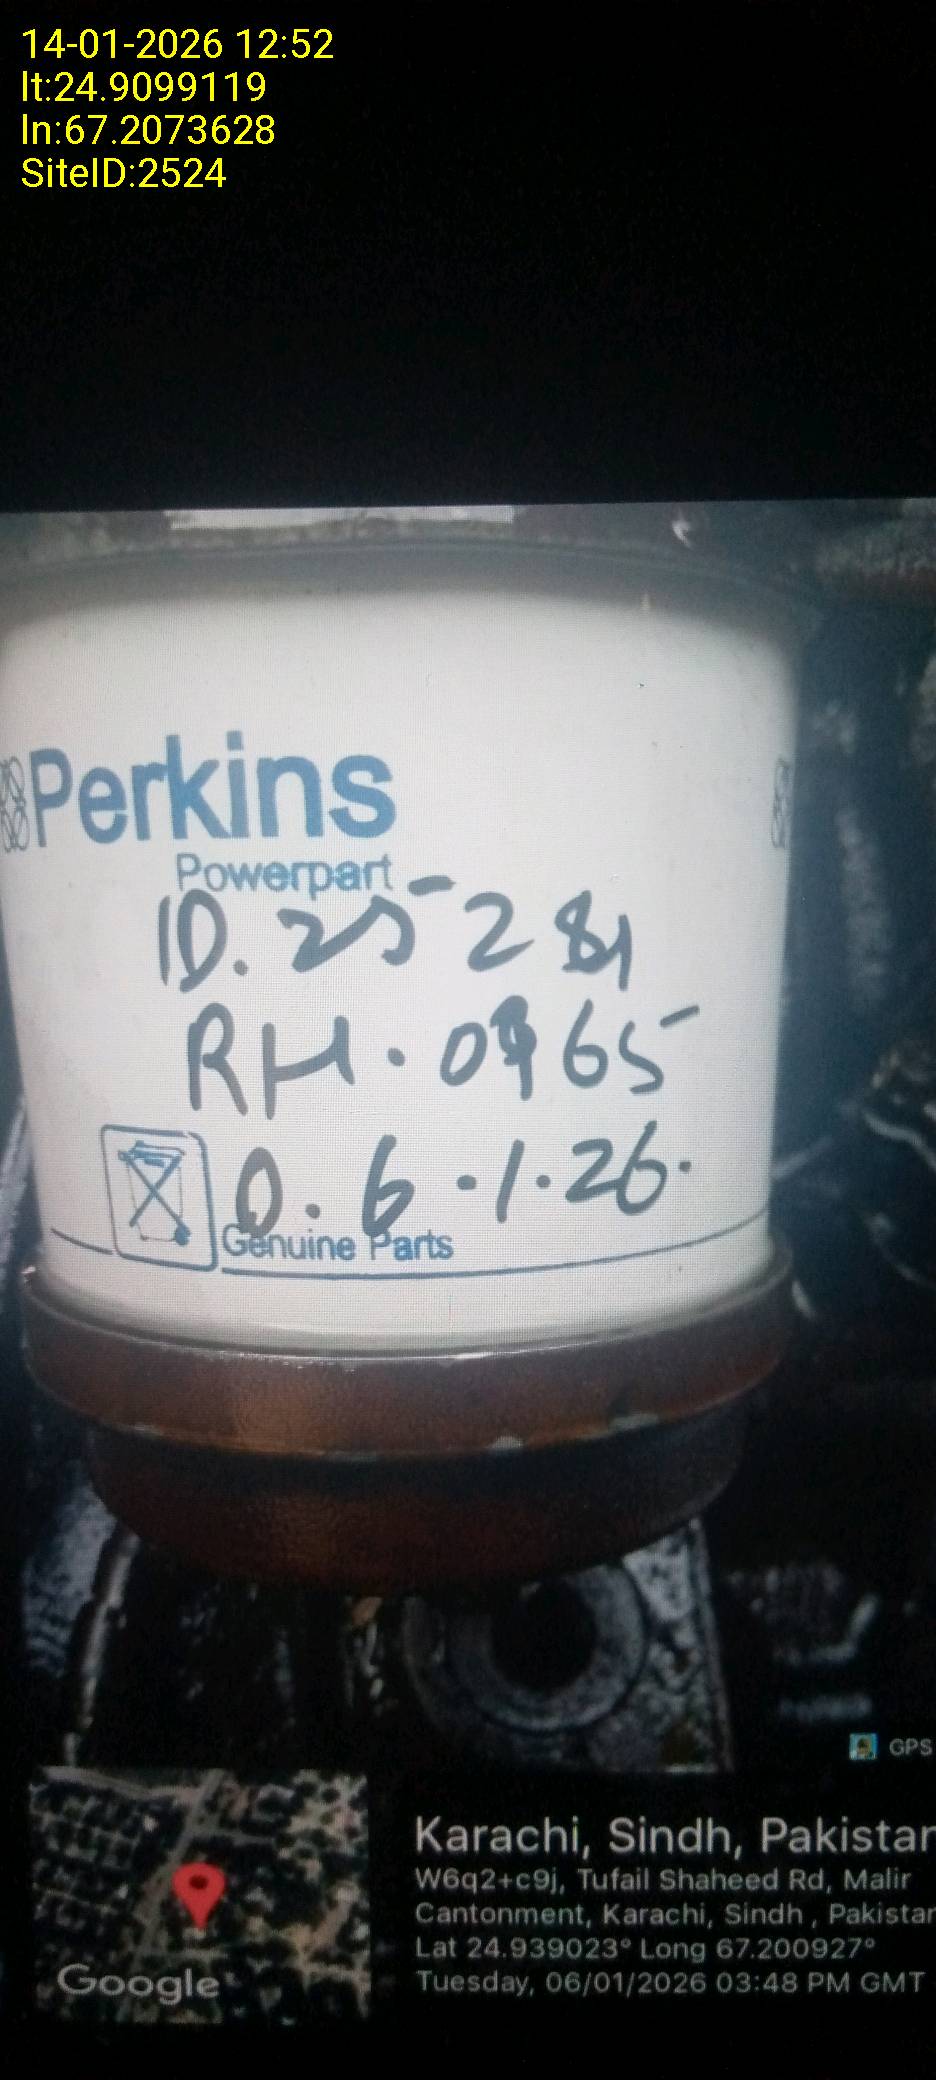 14-01-2026 12:52
lt:24.9099119
ln:67.2073628
SiteID:2524
Perkins
Powerpart
ID. 25281
RH. 0965
D. 6.1.26.
Genuine Parts
GPS
Karachi, Sindh, Pakistan
W6q2+c9j, Tufail Shaheed Rd, Malir
Cantonment, Karachi, Sindh , Pakistan
Lat 24.939023° Long 67.200927°
Tuesday, 06/01/2026 03:48 PM GMT
Google